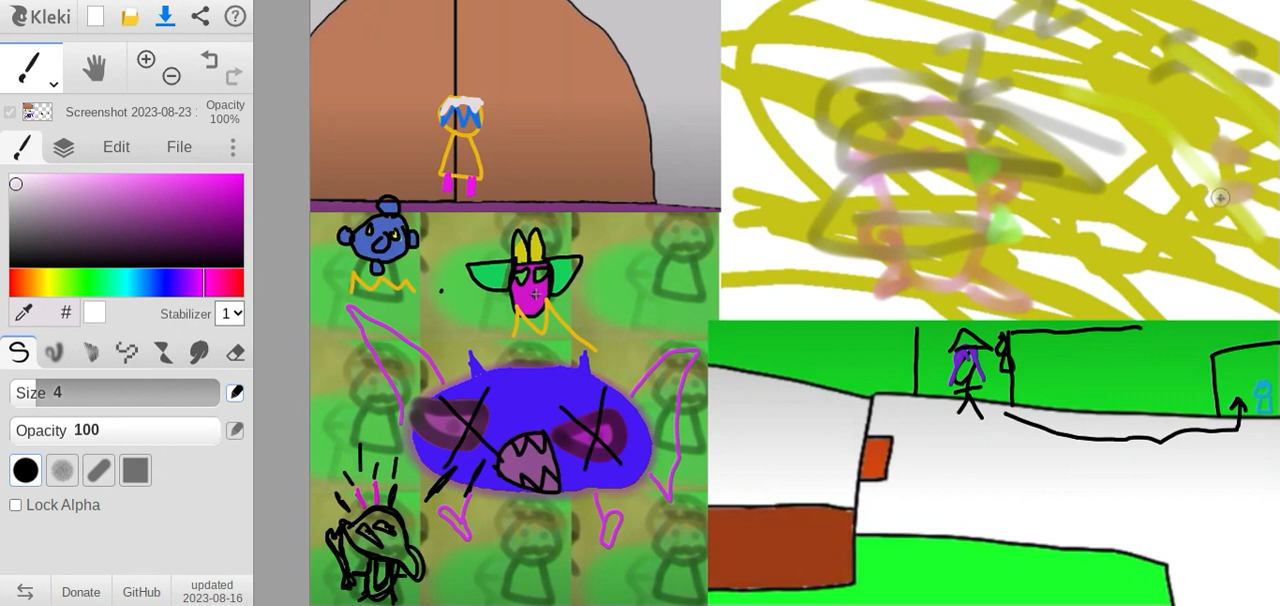 Kleki
Screenshot 2023-08-23
Opacity
100%
Edit
File
#
Stabilizer
1
Size 4
Opacity 100
Lock Alpha
Donate
GitHub
updated
2023-08-16